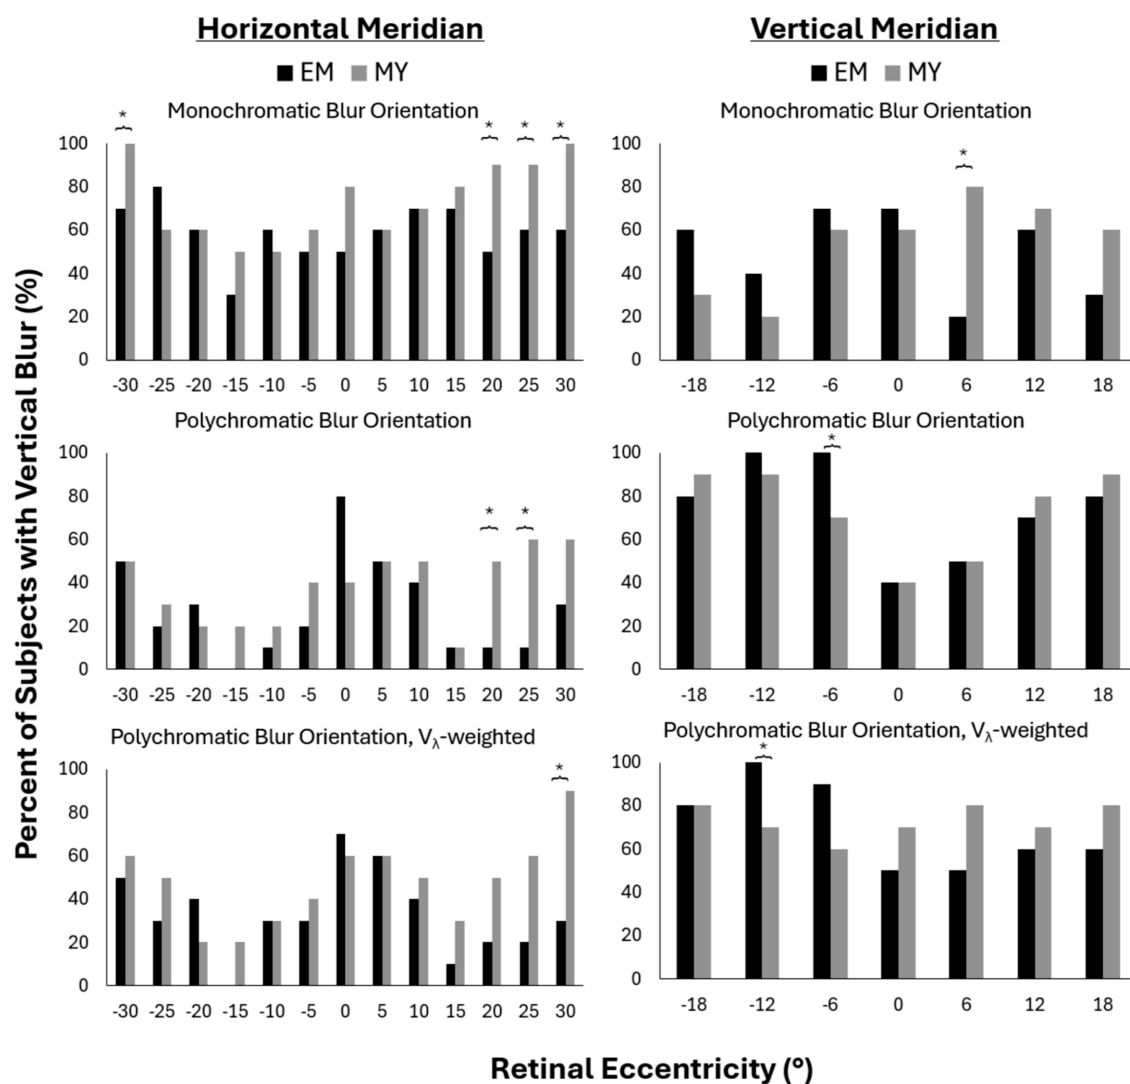 Horizontal Meridian
EM MY
Monochromatic Blur Orientation
* * * *
100
80
60
40
20
0
-30 -25 -20 -15 -10 -5 0 5 10 15 20 25 30
Polychromatic Blur Orientation
* *
100
80
60
40
20
0
-30 -25 -20 -15 -10 -5 0 5 10 15 20 25 30
Polychromatic Blur Orientation, Vλ-weighted
*
100
80
60
40
20
0
-30 -25 -20 -15 -10 -5 0 5 10 15 20 25 30
Vertical Meridian
EM MY
Monochromatic Blur Orientation
*
100
80
60
40
20
0
-18 -12 -6 0 6 12 18
Polychromatic Blur Orientation
*
100
80
60
40
20
0
-18 -12 -6 0 6 12 18
Polychromatic Blur Orientation, Vλ-weighted
*
100
80
60
40
20
0
-18 -12 -6 0 6 12 18
Percent of Subjects with Vertical Blur (%)
Retinal Eccentricity (°)